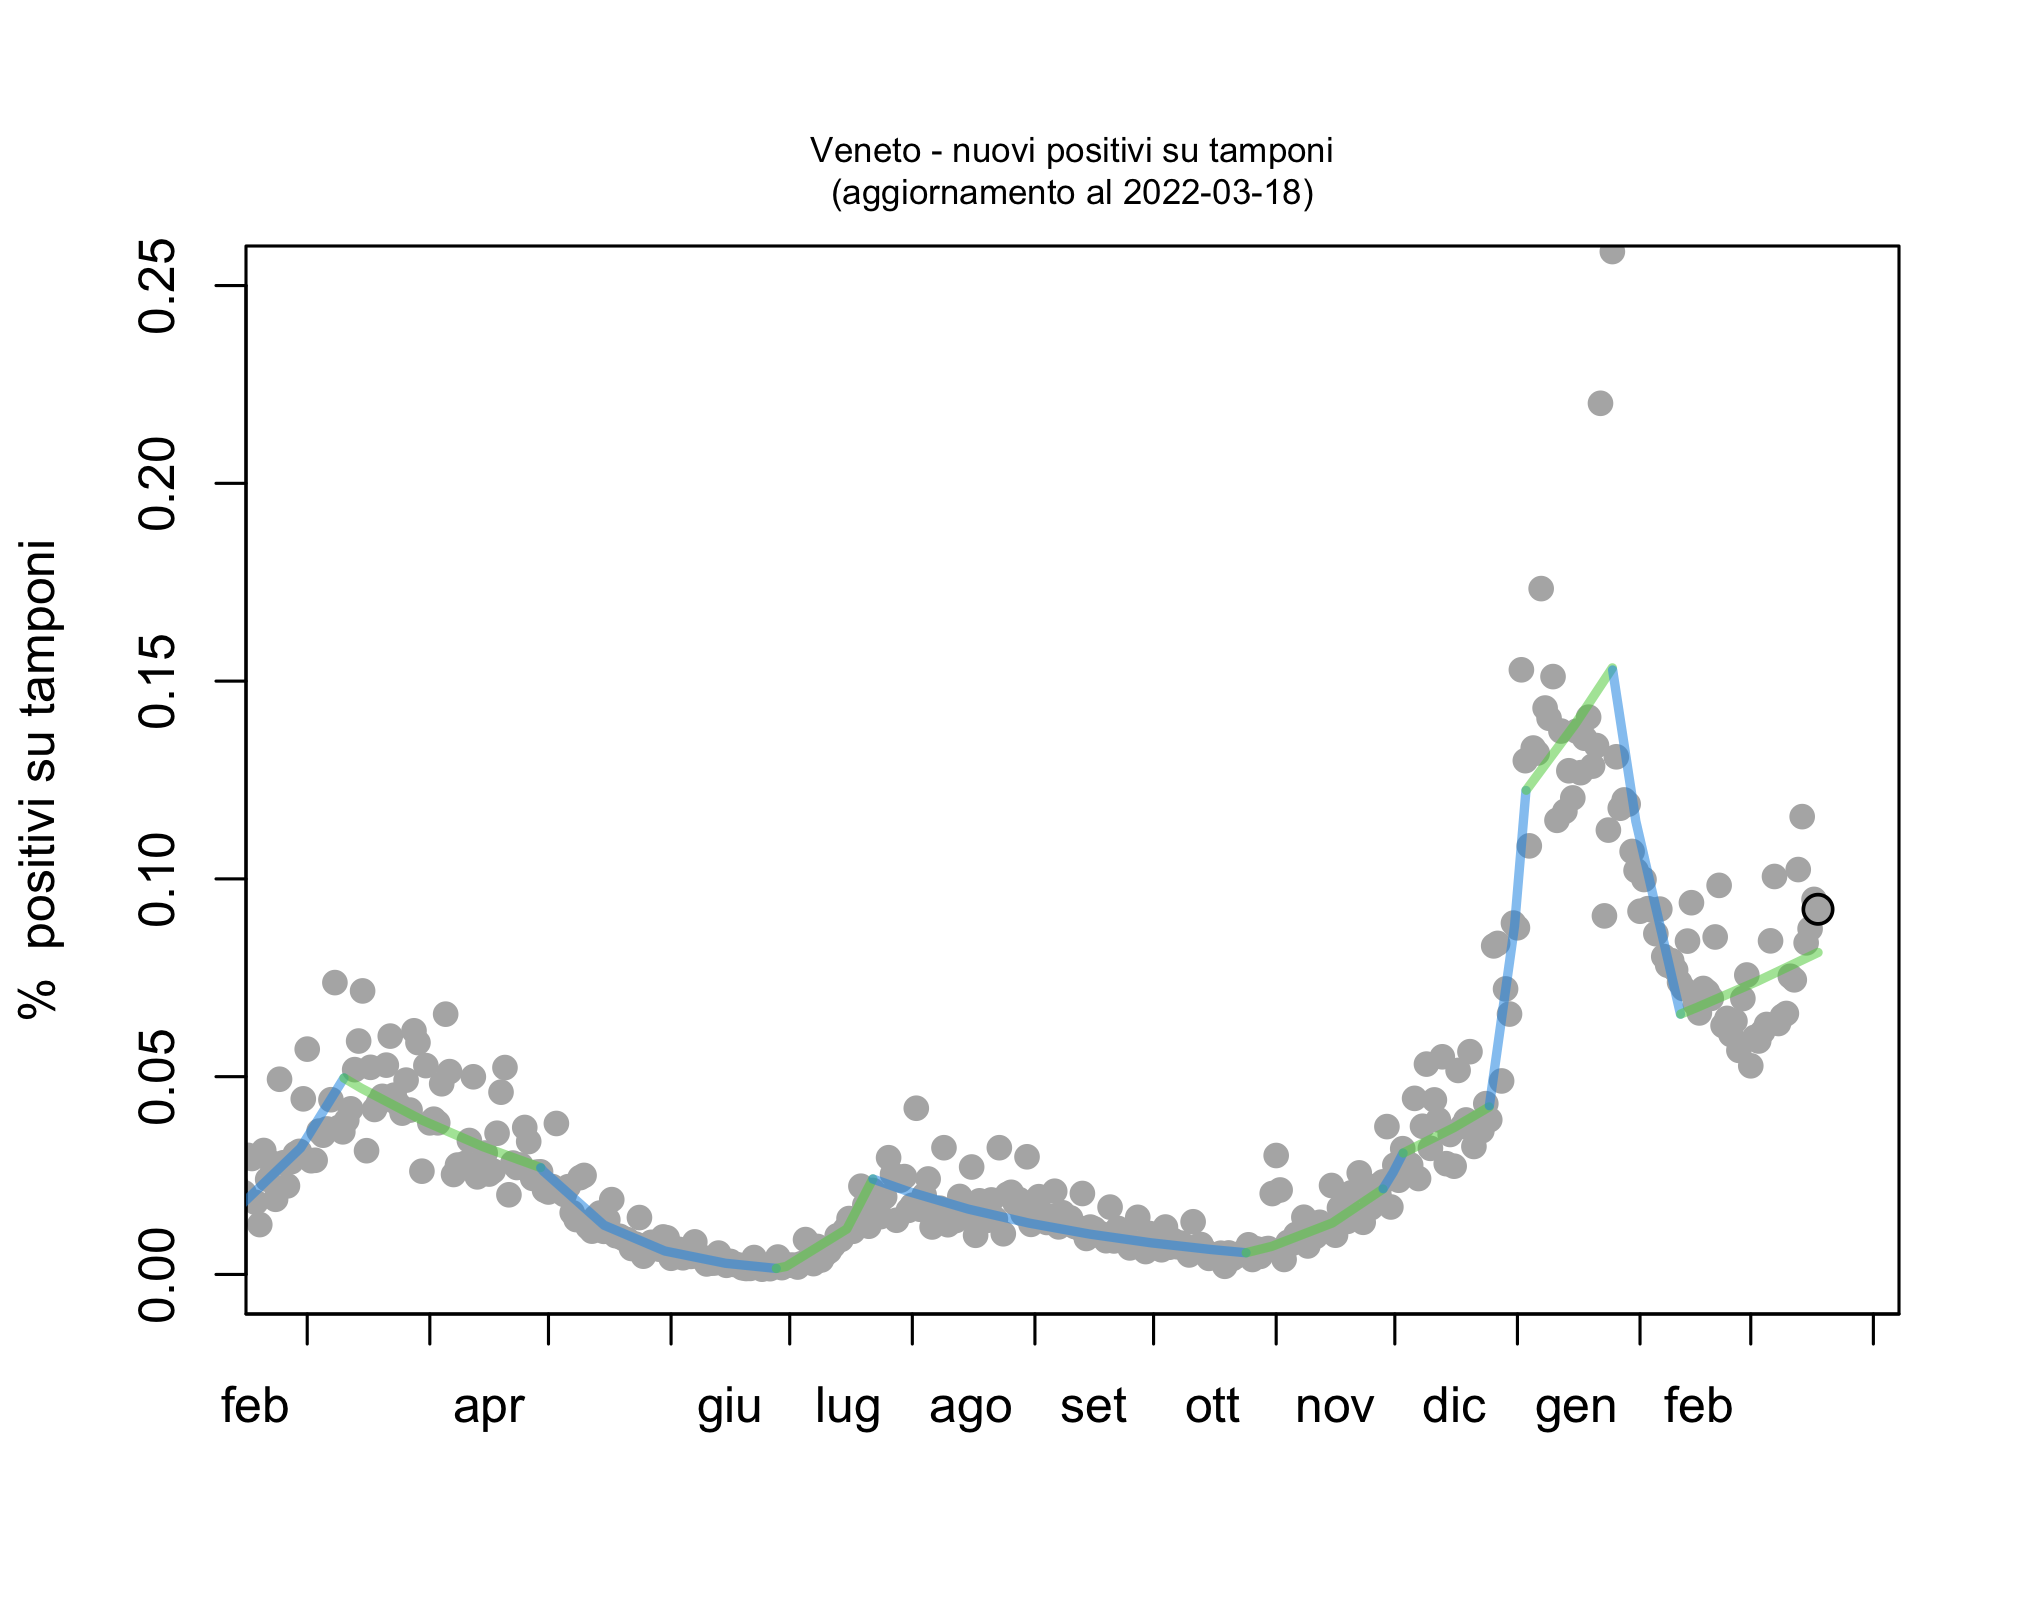 Veneto - nuovi positivi su tamponi
(aggiornamento al 2022-03-18)
% positivi su tamponi
0.25
0.20
0.15
0.10
0.05
0.00
feb apr giu lug ago set ott nov dic gen feb